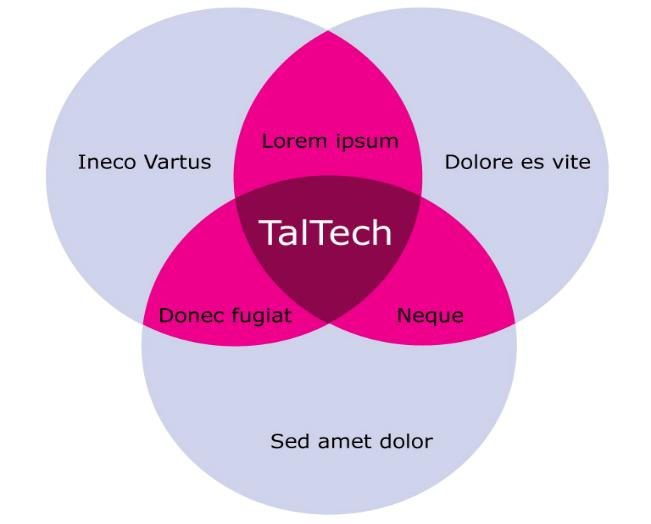 Lorem ipsum
Ineco Vartus
Dolore es vite
TalTech
Donec fugiat
Neque
Sed amet dolor